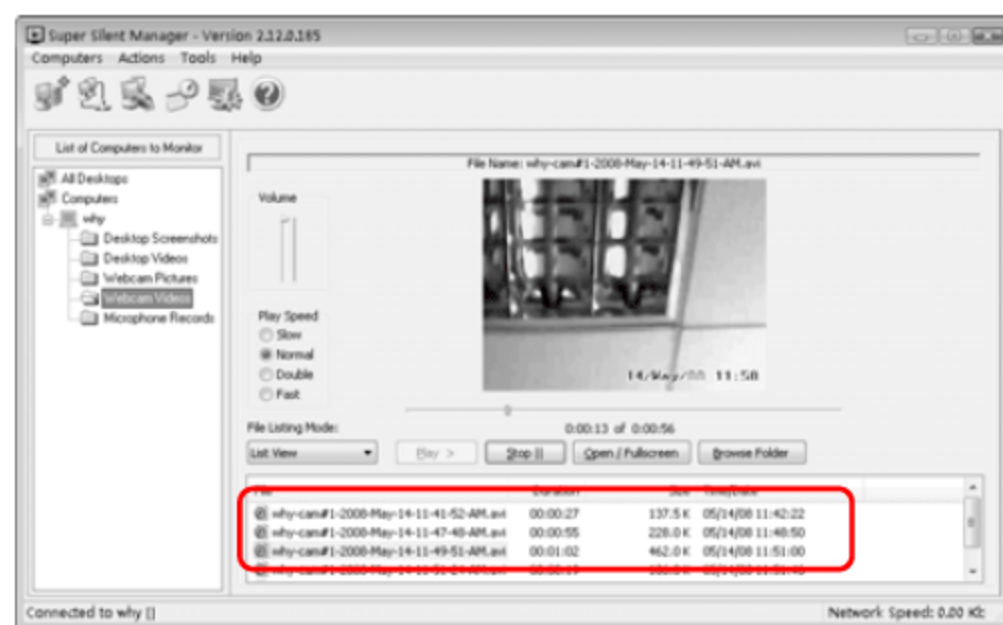 Super Silent Manager - Version 2.12.0.165
Computers Actions Tools Help
List of Computers to Monitor
All Desktops
Computers
why
Desktop Screenshots
Desktop Videos
Webcam Pictures
Webcam Videos
Microphone Records
File Name: why-cam#1-2008-May-14-11-49-51-AM.avi
Volume
Play Speed
Slow
Normal
Double
Fast
14/May/08 11:50
0:00:13 of 0:00:56
File Listing Mode:
List View
Play >
Stop ||
Open / Fullscreen
Browse Folder
File Duration Size Time/Date
why-cam#1-2008-May-14-11-41-52-AM.avi 00:00:27 137.5 K 05/14/08 11:42:22
why-cam#1-2008-May-14-11-47-48-AM.avi 00:00:55 228.0 K 05/14/08 11:48:50
why-cam#1-2008-May-14-11-49-51-AM.avi 00:01:02 462.0 K 05/14/08 11:51:00
Connected to why []
Network Speed: 0.00 Kb